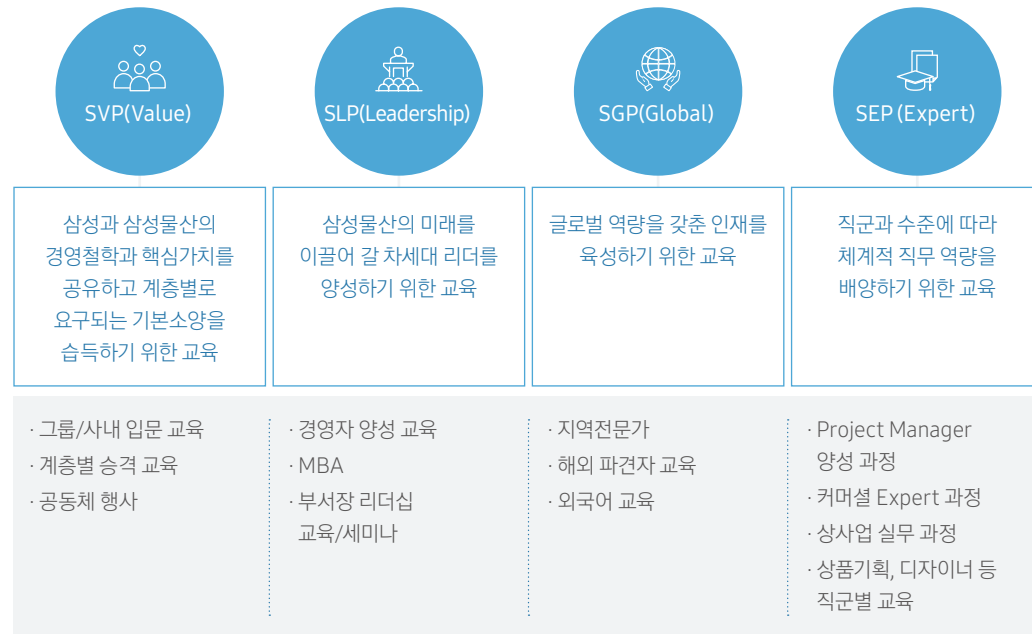 SVP(Value)
삼성과 삼성물산의
경영철학과 핵심가치를
공유하고 계층별로
요구되는 기본소양을
습득하기 위한 교육
· 그룹/사내 입문 교육
· 계층별 승격 교육
· 공동체 행사
SLP(Leadership)
삼성물산의 미래를
이끌어 갈 차세대 리더를
양성하기 위한 교육
· 경영자 양성 교육
· MBA
· 부서장 리더십
교육/세미나
SGP(Global)
글로벌 역량을 갖춘 인재를
육성하기 위한 교육
· 지역전문가
· 해외 파견자 교육
· 외국어 교육
SEP (Expert)
직군과 수준에 따라
체계적 직무 역량을
배양하기 위한 교육
· Project Manager
양성 과정
· 커머셜 Expert 과정
· 상사업 실무 과정
· 상품기획, 디자이너 등
직군별 교육